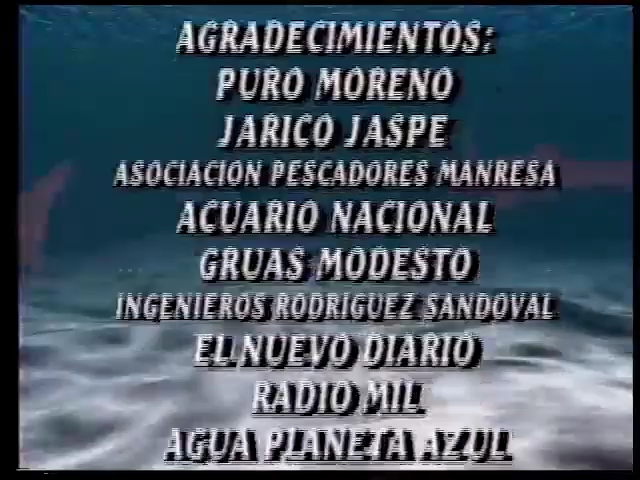 AGRADECIMIENTOS:
PURO MORENO
JARICO JASPE
ASOCIACION PESCADORES MANRESA
ACUARIO NACIONAL
GRUAS MODESTO
INGENIEROS RODRIGUEZ SANDOVAL
EL NUEVO DIARIO
RADIO MIL
AGUA PLANETA AZUL